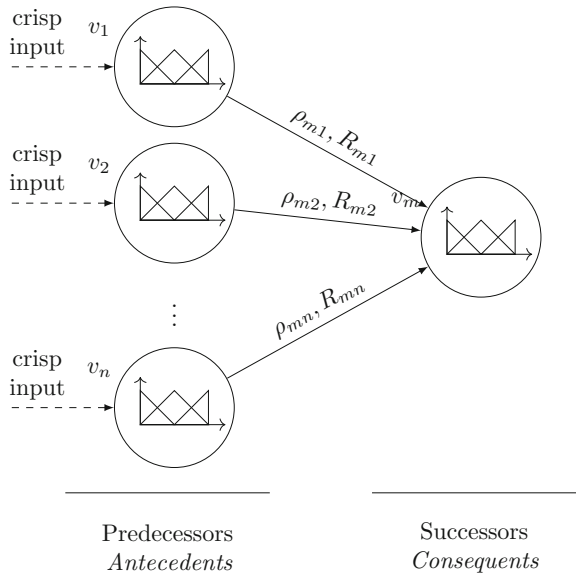 crisp
input
v₁
ρₘ₁, Rₘ₁
crisp
input
v₂
ρₘ₂, Rₘ₂
vₘ
⋮
ρₘₙ, Rₘₙ
crisp
input
vₙ
Predecessors
Antecedents
Successors
Consequents